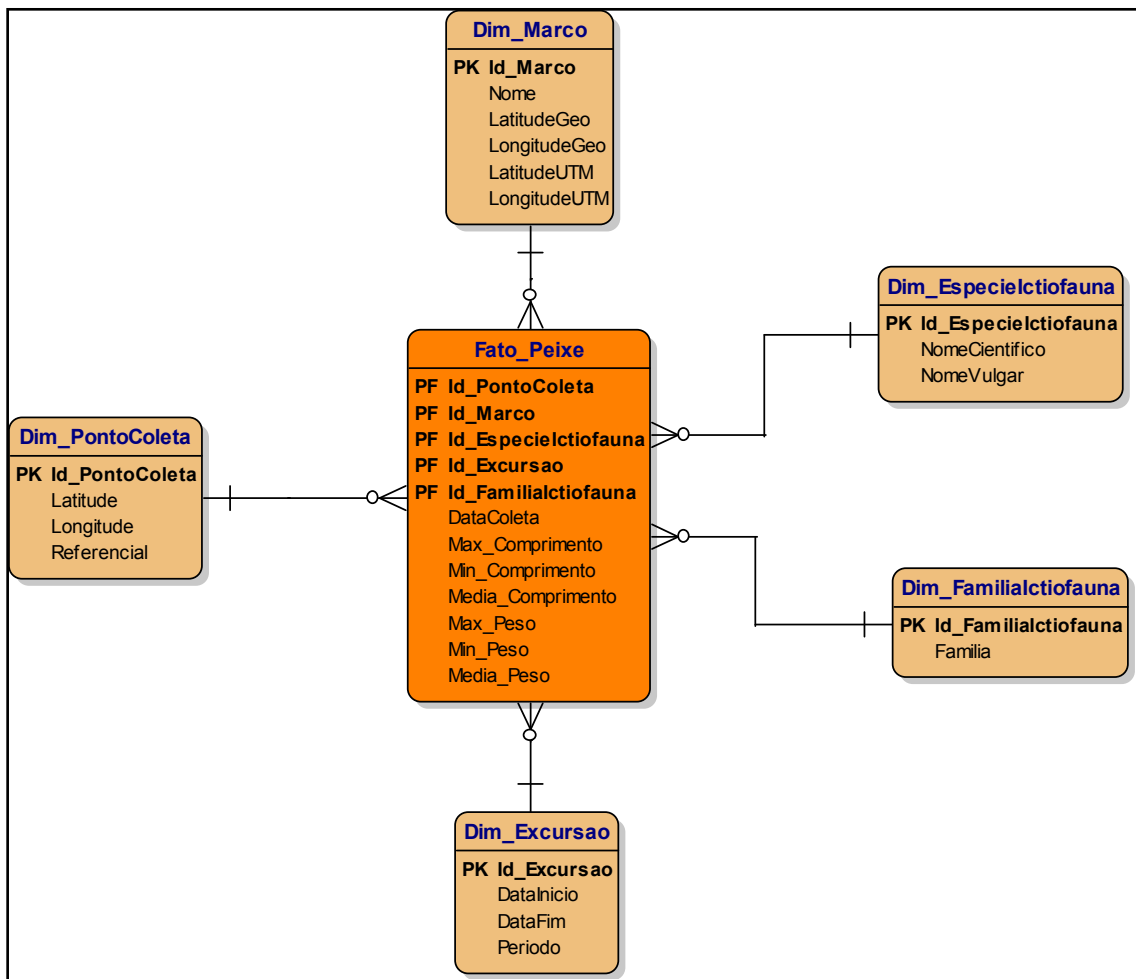 Dim_Marco
PK Id_Marco
Nome
LatitudeGeo
LongitudeGeo
LatitudeUTM
LongitudeUTM
Dim_EspecieIctiofauna
PK Id_EspecieIctiofauna
NomeCientifico
NomeVulgar
Fato_Peixe
PF Id_PontoColeta
PF Id_Marco
PF Id_EspecieIctiofauna
PF Id_Excursao
PF Id_FamiliaIctiofauna
DataColeta
Max_Comprimento
Min_Comprimento
Media_Comprimento
Max_Peso
Min_Peso
Media_Peso
Dim_PontoColeta
PK Id_PontoColeta
Latitude
Longitude
Referencial
Dim_FamiliaIctiofauna
PK Id_FamiliaIctiofauna
Familia
Dim_Excursao
PK Id_Excursao
DataInicio
DataFim
Periodo